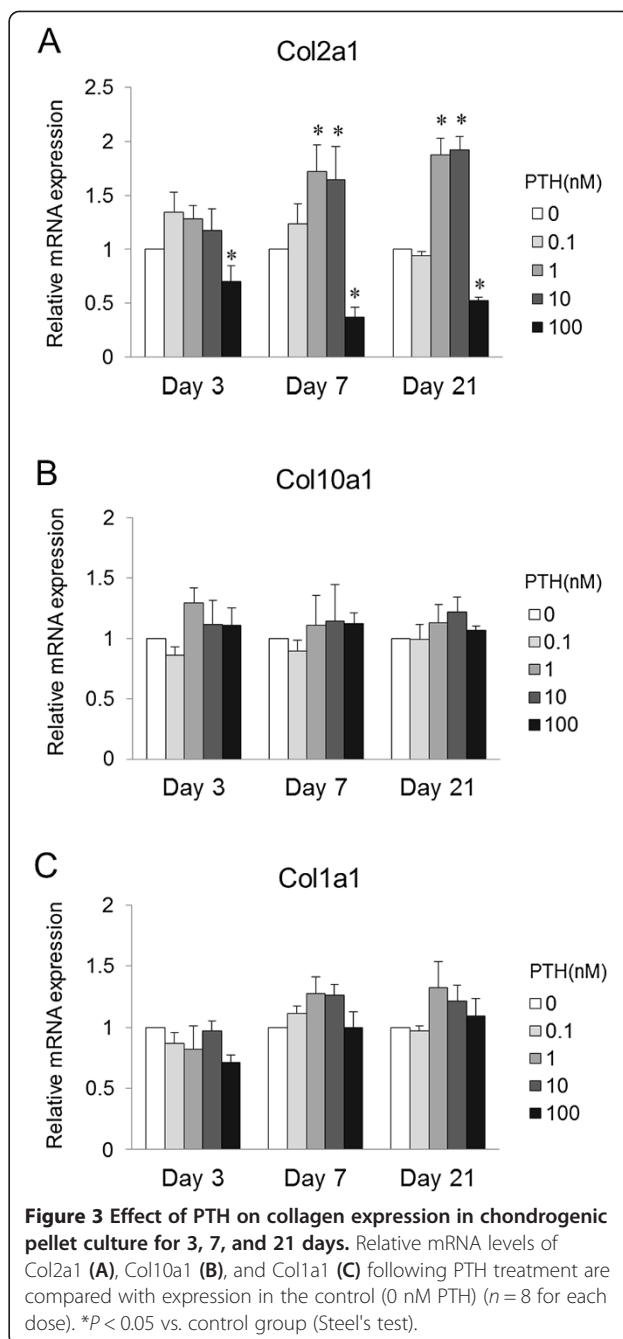 A
Col2a1
Relative mRNA expression
2.5
2
1.5
1
0.5
0
* * * * * * *
Day 3 Day 7 Day 21
PTH(nM)
0
0.1
1
10
100
B
Col10a1
Relative mRNA expression
2
1.5
1
0.5
0
Day 3 Day 7 Day 21
PTH(nM)
0
0.1
1
10
100
C
Col1a1
Relative mRNA expression
2
1.5
1
0.5
0
Day 3 Day 7 Day 21
PTH(nM)
0
0.1
1
10
100
Figure 3 Effect of PTH on collagen expression in chondrogenic
pellet culture for 3, 7, and 21 days. Relative mRNA levels of
Col2a1 (A), Col10a1 (B), and Col1a1 (C) following PTH treatment are
compared with expression in the control (0 nM PTH) (n = 8 for each
dose). *P < 0.05 vs. control group (Steel's test).